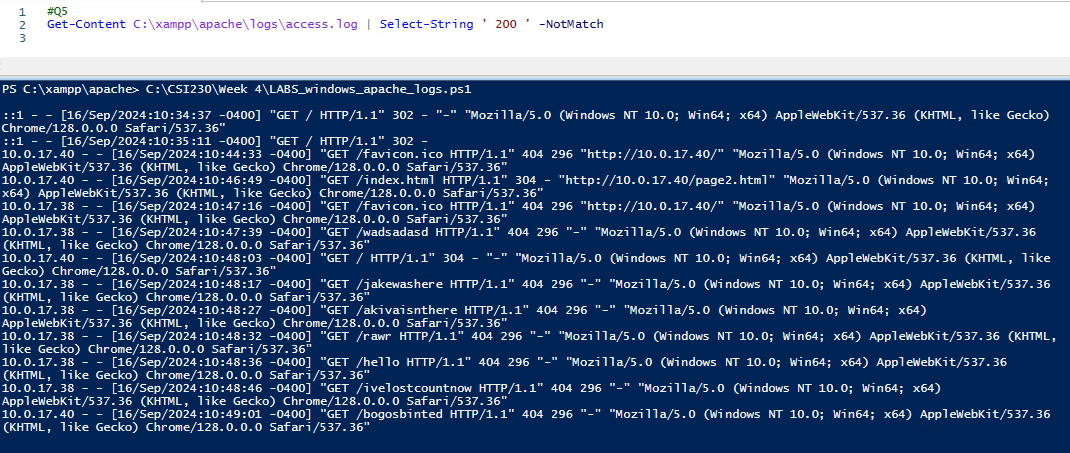 1 #Q5
2 Get-Content C:\xampp\apache\logs\access.log | Select-String ' 200 ' -NotMatch
3
PS C:\xampp\apache> C:\CSI230\Week 4\LABS_windows_apache_logs.ps1
::1 - - [16/Sep/2024:10:34:37 -0400] "GET / HTTP/1.1" 302 - "-" "Mozilla/5.0 (Windows NT 10.0; Win64; x64) AppleWebKit/537.36 (KHTML, like Gecko)
Chrome/128.0.0.0 Safari/537.36"
::1 - - [16/Sep/2024:10:35:11 -0400] "GET / HTTP/1.1" 302 -
10.0.17.40 - - [16/Sep/2024:10:44:33 -0400] "GET /favicon.ico HTTP/1.1" 404 296 "http://10.0.17.40/" "Mozilla/5.0 (Windows NT 10.0; Win64; x64)
AppleWebKit/537.36 (KHTML, like Gecko) Chrome/128.0.0.0 Safari/537.36"
10.0.17.40 - - [16/Sep/2024:10:46:49 -0400] "GET /index.html HTTP/1.1" 304 - "http://10.0.17.40/page2.html" "Mozilla/5.0 (Windows NT 10.0; Win64;
x64) AppleWebKit/537.36 (KHTML, like Gecko) Chrome/128.0.0.0 Safari/537.36"
10.0.17.38 - - [16/Sep/2024:10:47:16 -0400] "GET /favicon.ico HTTP/1.1" 404 296 "http://10.0.17.40/" "Mozilla/5.0 (Windows NT 10.0; Win64; x64)
AppleWebKit/537.36 (KHTML, like Gecko) Chrome/128.0.0.0 Safari/537.36"
10.0.17.38 - - [16/Sep/2024:10:47:39 -0400] "GET /wadsadasd HTTP/1.1" 404 296 "-" "Mozilla/5.0 (Windows NT 10.0; Win64; x64) AppleWebKit/537.36
(KHTML, like Gecko) Chrome/128.0.0.0 Safari/537.36"
10.0.17.40 - - [16/Sep/2024:10:48:03 -0400] "GET / HTTP/1.1" 304 - "-" "Mozilla/5.0 (Windows NT 10.0; Win64; x64) AppleWebKit/537.36 (KHTML, like
Gecko) Chrome/128.0.0.0 Safari/537.36"
10.0.17.38 - - [16/Sep/2024:10:48:17 -0400] "GET /jakewashere HTTP/1.1" 404 296 "-" "Mozilla/5.0 (Windows NT 10.0; Win64; x64) AppleWebKit/537.36
(KHTML, like Gecko) Chrome/128.0.0.0 Safari/537.36"
10.0.17.38 - - [16/Sep/2024:10:48:27 -0400] "GET /akivaisnthere HTTP/1.1" 404 296 "-" "Mozilla/5.0 (Windows NT 10.0; Win64; x64)
AppleWebKit/537.36 (KHTML, like Gecko) Chrome/128.0.0.0 Safari/537.36"
10.0.17.38 - - [16/Sep/2024:10:48:32 -0400] "GET /rawr HTTP/1.1" 404 296 "-" "Mozilla/5.0 (Windows NT 10.0; Win64; x64) AppleWebKit/537.36 (KHTML,
like Gecko) Chrome/128.0.0.0 Safari/537.36"
10.0.17.38 - - [16/Sep/2024:10:48:36 -0400] "GET /hello HTTP/1.1" 404 296 "-" "Mozilla/5.0 (Windows NT 10.0; Win64; x64) AppleWebKit/537.36
(KHTML, like Gecko) Chrome/128.0.0.0 Safari/537.36"
10.0.17.38 - - [16/Sep/2024:10:48:46 -0400] "GET /ivelostcountnow HTTP/1.1" 404 296 "-" "Mozilla/5.0 (Windows NT 10.0; Win64; x64)
AppleWebKit/537.36 (KHTML, like Gecko) Chrome/128.0.0.0 Safari/537.36"
10.0.17.40 - - [16/Sep/2024:10:49:01 -0400] "GET /bogosbinted HTTP/1.1" 404 296 "-" "Mozilla/5.0 (Windows NT 10.0; Win64; x64) AppleWebKit/537.36
(KHTML, like Gecko) Chrome/128.0.0.0 Safari/537.36"